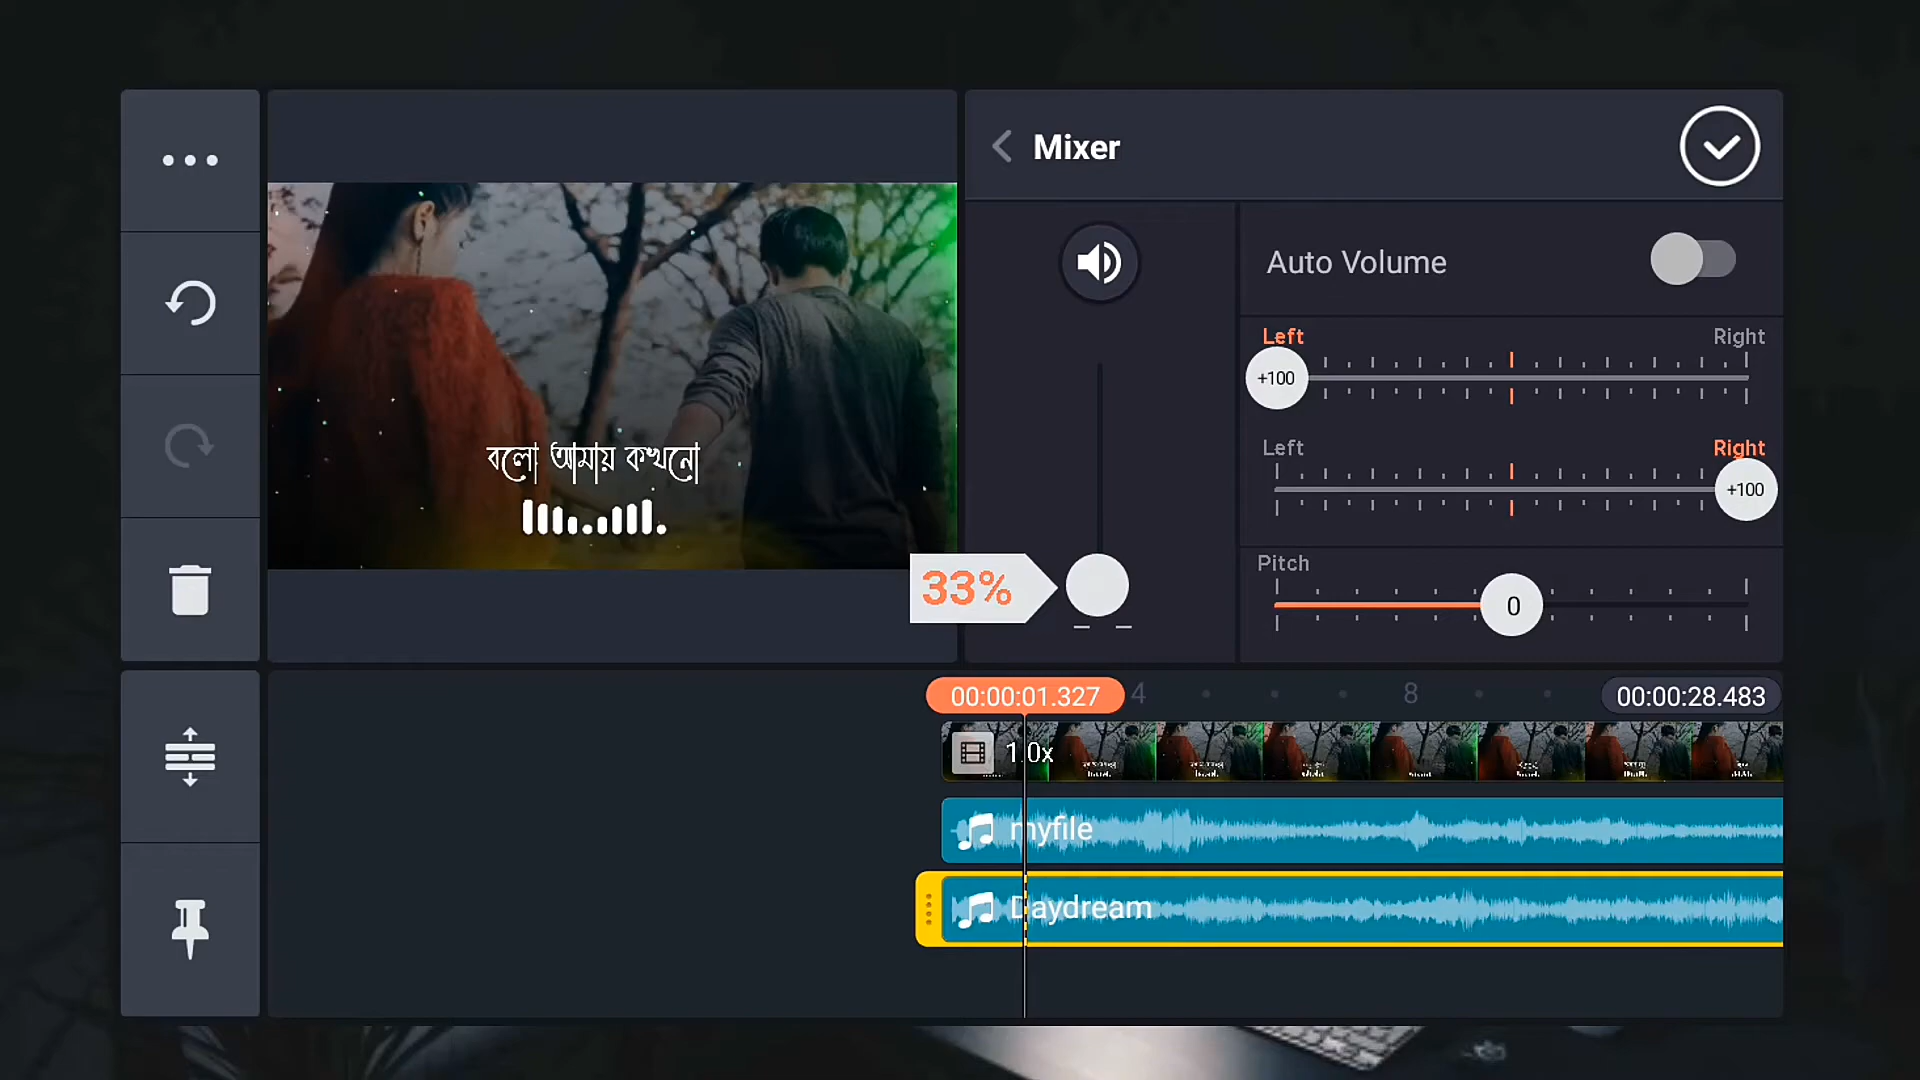 Mixer
Auto Volume
Left
Right
+100
Left
Right
+100
Pitch
0
33%
বলো আমায় কখনো
00:00:01.327
4
8
00:00:28.483
1.0x
myfile
Daydream